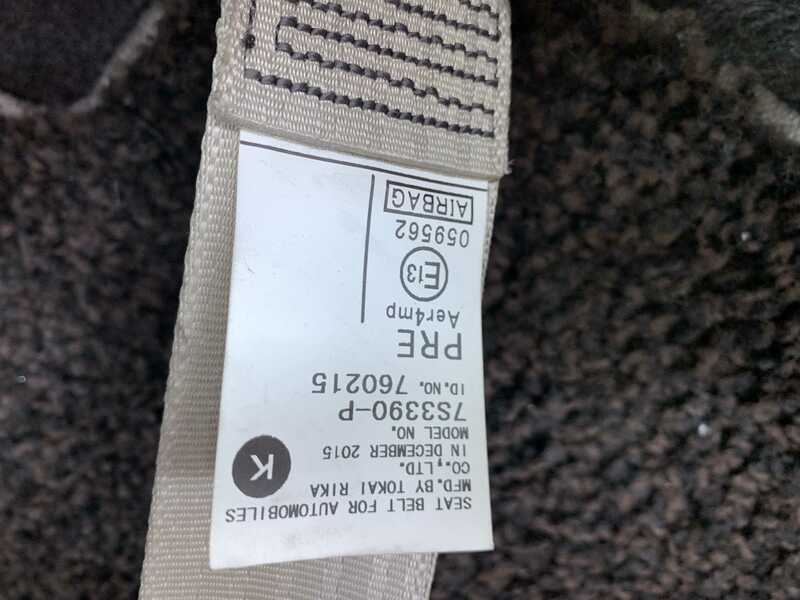 SEAT BELT FOR AUTOMOBILES
MFD. BY TOKAI RIKA
CO., LTD.
IN DECEMBER 2015
K
MODEL NO.
7S3390-P
ID.NO. 760215
PRE
Aer4mp
E13
059562
AIRBAG